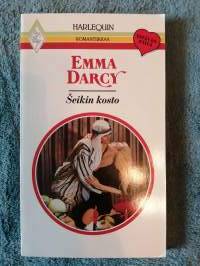 HARLEQUIN
ROMANTIIKKAA
EMMA
DARCY
Šeikin kosto